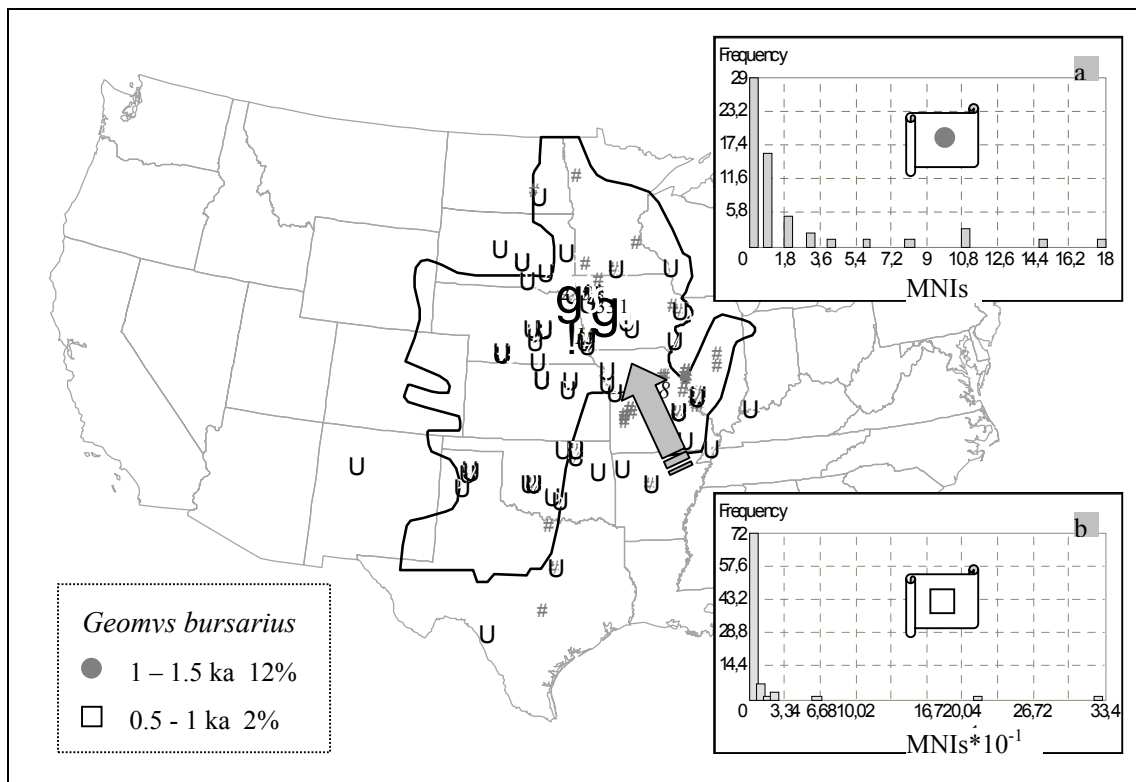 Frequency
a
29
23,2
17,4
11,6
5,8
0 1,8 3,6 5,4 7,2 9 10,8 12,6 14,4 16,2 18
MNIs
Frequency
b
72
57,6
43,2
28,8
14,4
0 3,34 6,68 10,02 16,72 20,04 26,72 33,4
MNIs*10⁻¹
Geomvs bursarius
1 – 1.5 ka 12%
0.5 - 1 ka 2%